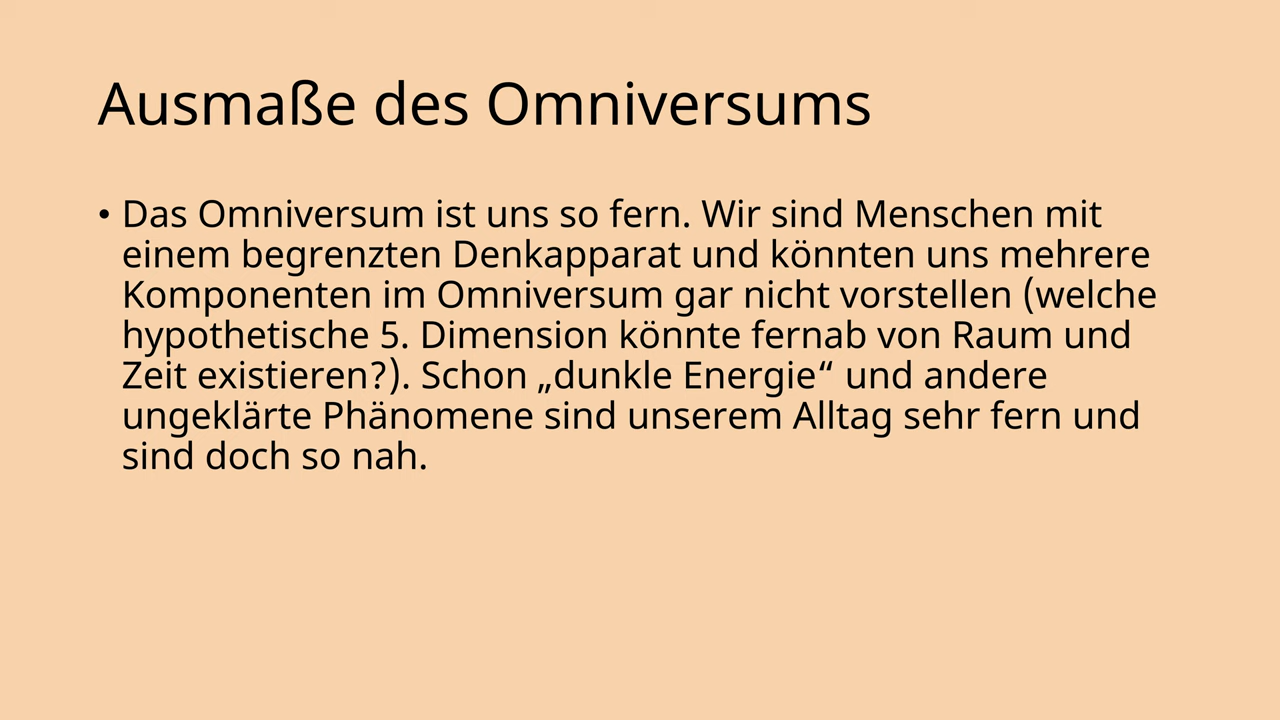 Ausmaße des Omniversums
• Das Omniversum ist uns so fern. Wir sind Menschen mit
einem begrenzten Denkapparat und könnten uns mehrere
Komponenten im Omniversum gar nicht vorstellen (welche
hypothetische 5. Dimension könnte fernab von Raum und
Zeit existieren?). Schon „dunkle Energie“ und andere
ungeklärte Phänomene sind unserem Alltag sehr fern und
sind doch so nah.